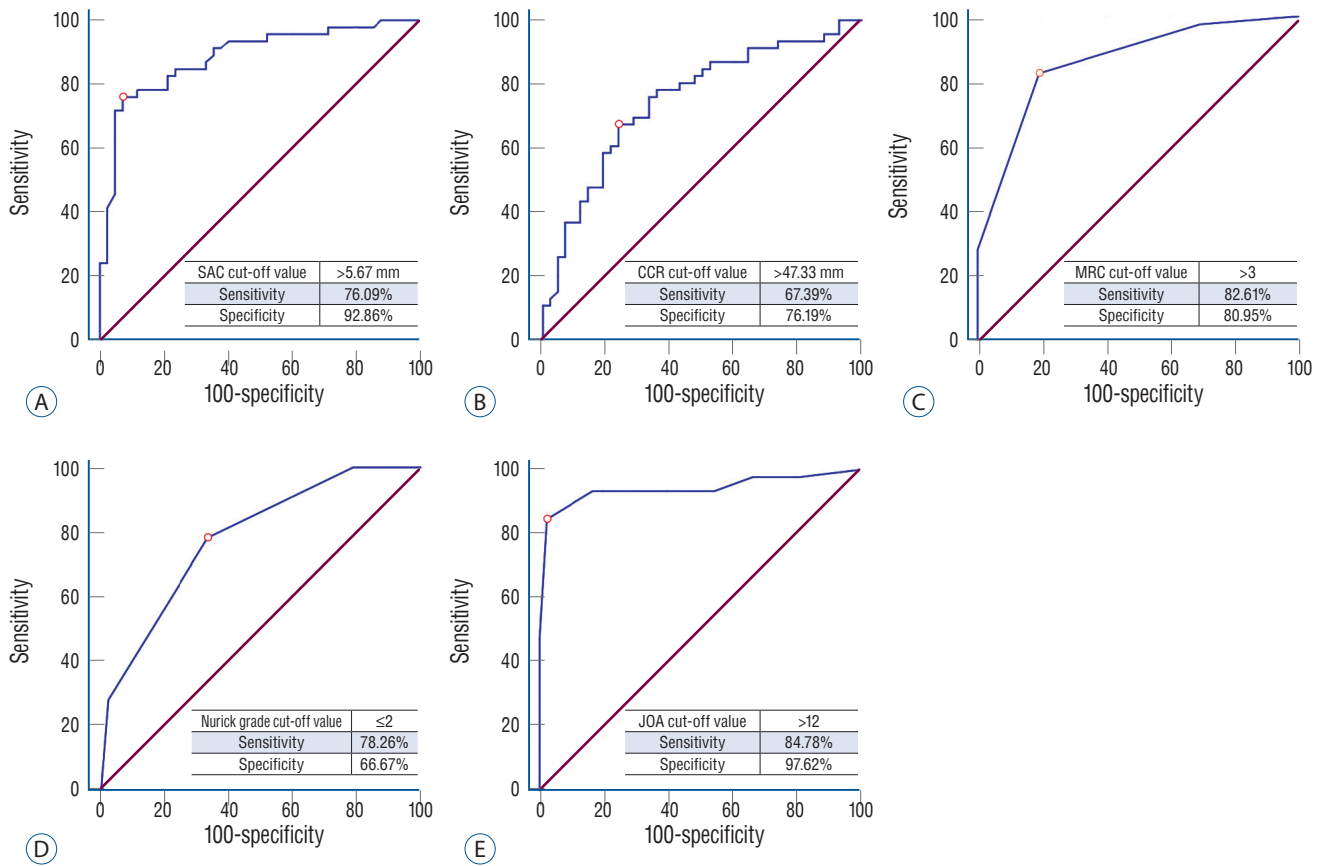 100
80
60
40
20
0
Sensitivity
SAC cut-off value >5.67 mm
Sensitivity 76.09%
Specificity 92.86%
0 20 40 60 80 100
100-specificity
A
100
80
60
40
20
0
Sensitivity
CCR cut-off value >47.33 mm
Sensitivity 67.39%
Specificity 76.19%
0 20 40 60 80 100
100-specificity
B
100
80
60
40
20
0
Sensitivity
MRC cut-off value >3
Sensitivity 82.61%
Specificity 80.95%
0 20 40 60 80 100
100-specificity
C
100
80
60
40
20
0
Sensitivity
Nurick grade cut-off value ≤2
Sensitivity 78.26%
Specificity 66.67%
0 20 40 60 80 100
100-specificity
D
100
80
60
40
20
0
Sensitivity
JOA cut-off value >12
Sensitivity 84.78%
Specificity 97.62%
0 20 40 60 80 100
100-specificity
E